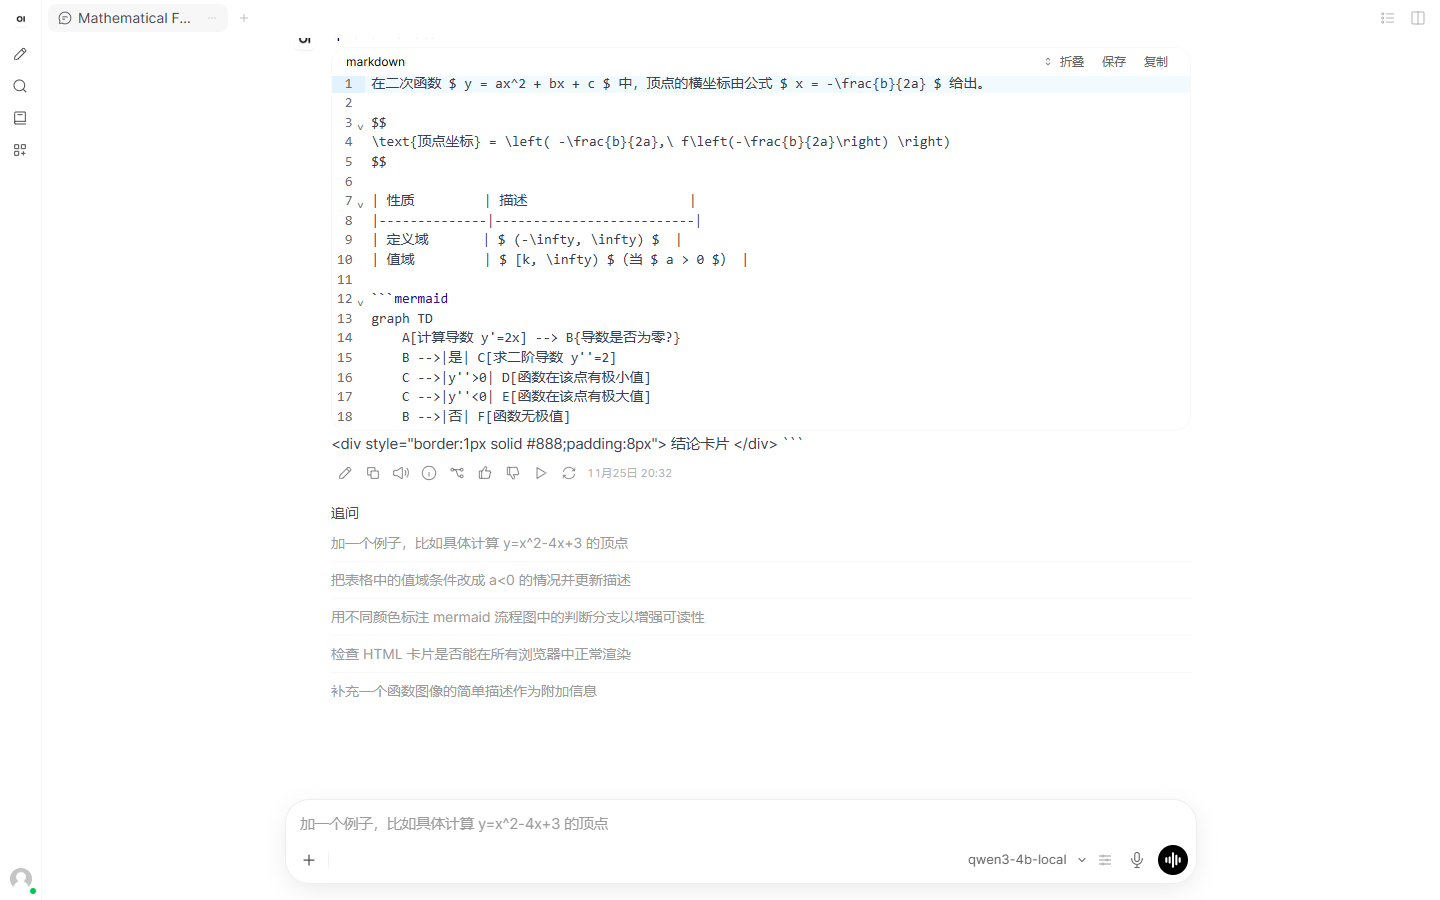 OI
Mathematical F...
OI
markdown
折叠 保存 复制
1 在二次函数 $ y = ax^2 + bx + c $ 中，顶点的横坐标由公式 $ x = -\frac{b}{2a} $ 给出。
2
3 $$
4 \text{顶点坐标} = \left( -\frac{b}{2a},\ f\left(-\frac{b}{2a}\right) \right)
5 $$
6
7 | 性质 | 描述 |
8 |--------------|--------------------------|
9 | 定义域 | $ (-\infty, \infty) $ |
10 | 值域 | $ [k, \infty) $（当 $ a > 0 $） |
11
12 ```mermaid
13 graph TD
14 A[计算导数 y'=2x] --> B{导数是否为零?}
15 B -->|是| C[求二阶导数 y''=2]
16 C -->|y''>0| D[函数在该点有极小值]
17 C -->|y''<0| E[函数在该点有极大值]
18 B -->|否| F[函数无极值]
<div style="border:1px solid #888;padding:8px"> 结论卡片 </div> ```
11月25日 20:32
追问
加一个例子，比如具体计算 y=x^2-4x+3 的顶点
把表格中的值域条件改成 a<0 的情况并更新描述
用不同颜色标注 mermaid 流程图中的判断分支以增强可读性
检查 HTML 卡片是否能在所有浏览器中正常渲染
补充一个函数图像的简单描述作为附加信息
加一个例子，比如具体计算 y=x^2-4x+3 的顶点
qwen3-4b-local